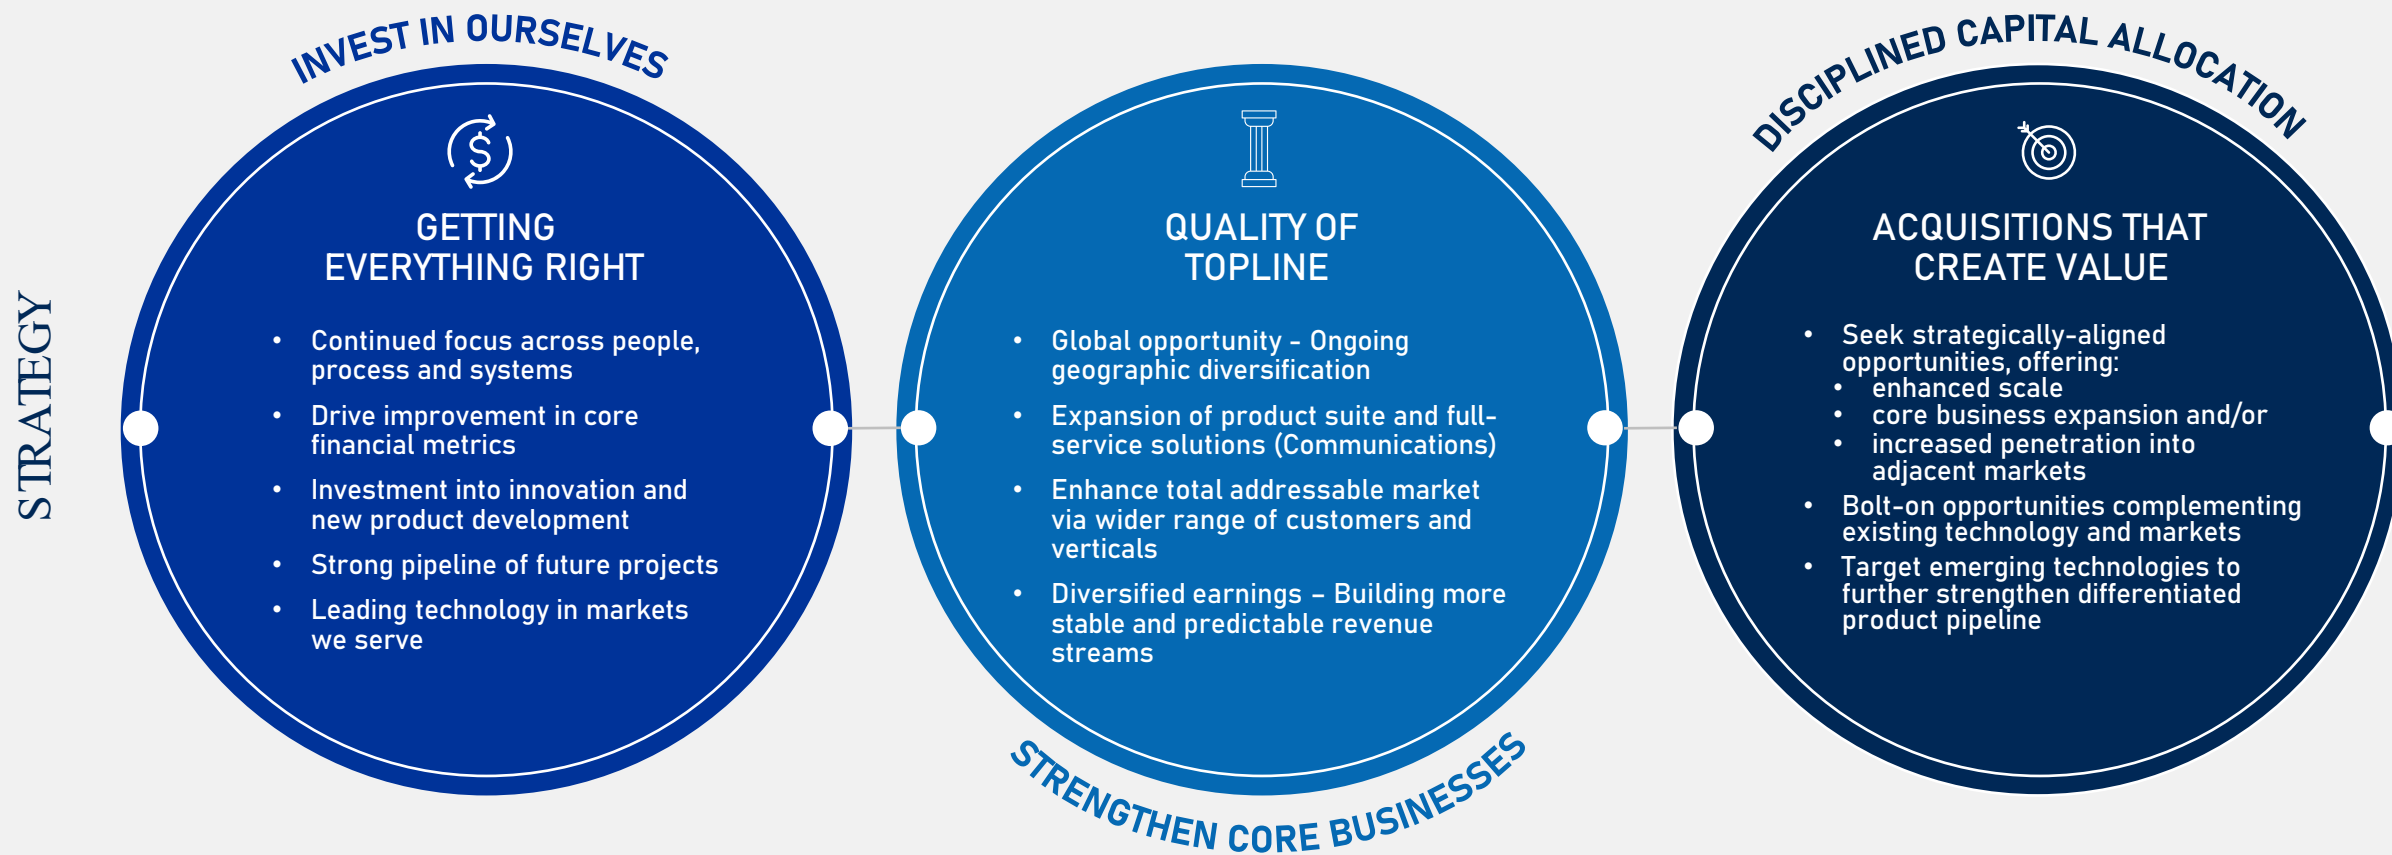 STRATEGY
INVEST IN OURSELVES
GETTING
EVERYTHING RIGHT
• Continued focus across people,
process and systems
• Drive improvement in core
financial metrics
• Investment into innovation and
new product development
• Strong pipeline of future projects
• Leading technology in markets
we serve
QUALITY OF
TOPLINE
• Global opportunity - Ongoing
geographic diversification
• Expansion of product suite and full-
service solutions (Communications)
• Enhance total addressable market
via wider range of customers and
verticals
• Diversified earnings – Building more
stable and predictable revenue
streams
STRENGTHEN CORE BUSINESSES
DISCIPLINED CAPITAL ALLOCATION
ACQUISITIONS THAT
CREATE VALUE
• Seek strategically-aligned
opportunities, offering:
• enhanced scale
• core business expansion and/or
• increased penetration into
adjacent markets
• Bolt-on opportunities complementing
existing technology and markets
• Target emerging technologies to
further strengthen differentiated
product pipeline